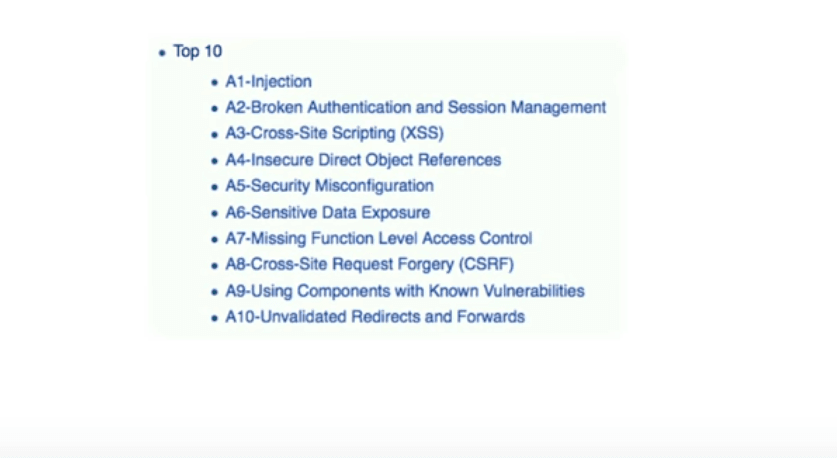 • Top 10
• A1-Injection
• A2-Broken Authentication and Session Management
• A3-Cross-Site Scripting (XSS)
• A4-Insecure Direct Object References
• A5-Security Misconfiguration
• A6-Sensitive Data Exposure
• A7-Missing Function Level Access Control
• A8-Cross-Site Request Forgery (CSRF)
• A9-Using Components with Known Vulnerabilities
• A10-Unvalidated Redirects and Forwards